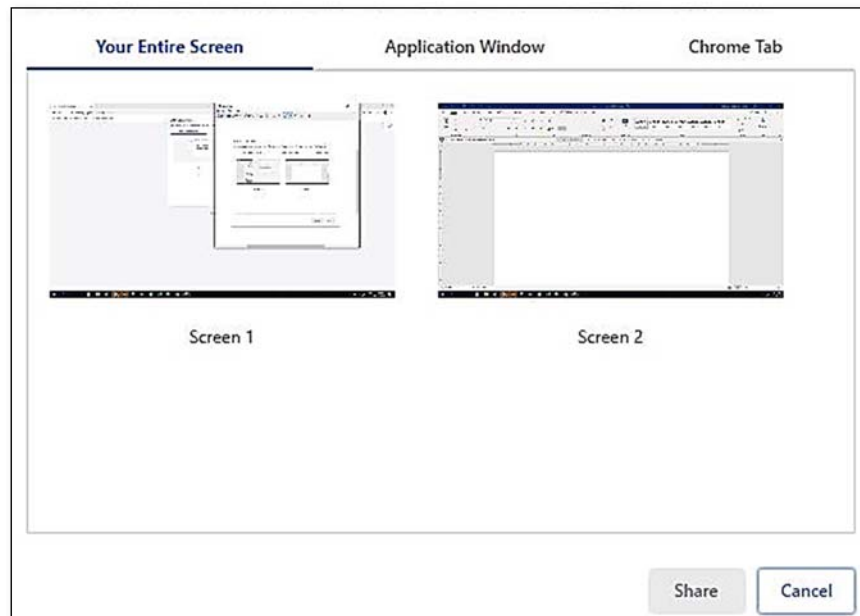 Your Entire Screen
Application Window
Chrome Tab
Screen 1
Screen 2
Share
Cancel